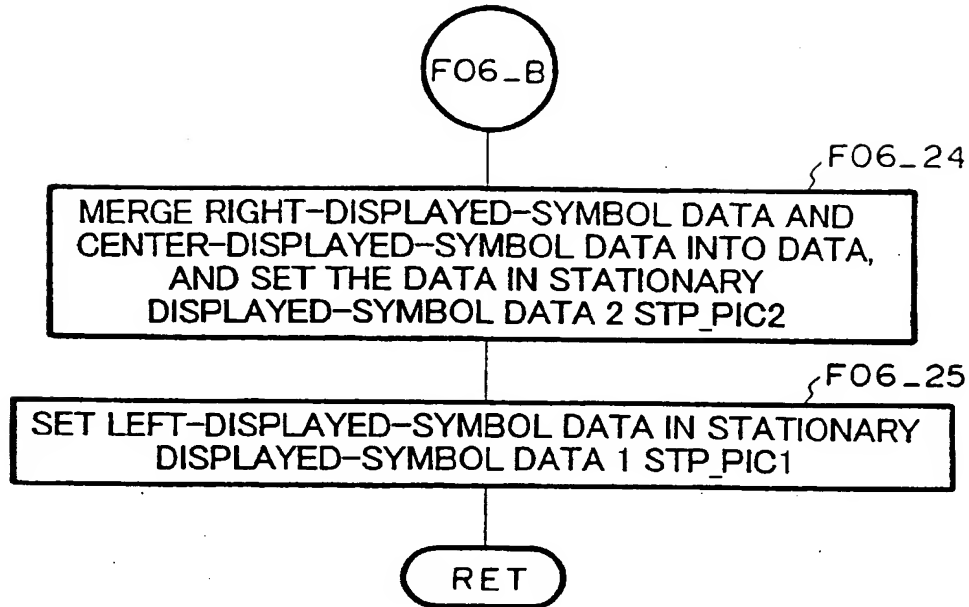 F06_B
F06_24
MERGE RIGHT-DISPLAYED-SYMBOL DATA AND
CENTER-DISPLAYED-SYMBOL DATA INTO DATA,
AND SET THE DATA IN STATIONARY
DISPLAYED-SYMBOL DATA 2 STP_PIC2
F06_25
SET LEFT-DISPLAYED-SYMBOL DATA IN STATIONARY
DISPLAYED-SYMBOL DATA 1 STP_PIC1
RET